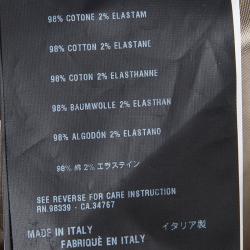 98% COTONE 2% ELASTAM
98% COTTON 2% ELASTANE
98% COTON 2% ELASTHANNE
98% BAUMWOLLE 2% ELASTHAN
98% ALGODÓN 2% ELASTANO
98% 綿 2% エラステイン
SEE REVERSE FOR CARE INSTRUCTION
RN.98339 - CA.34767
MADE IN ITALY イタリア製
FABRIQUÉ EN ITALY